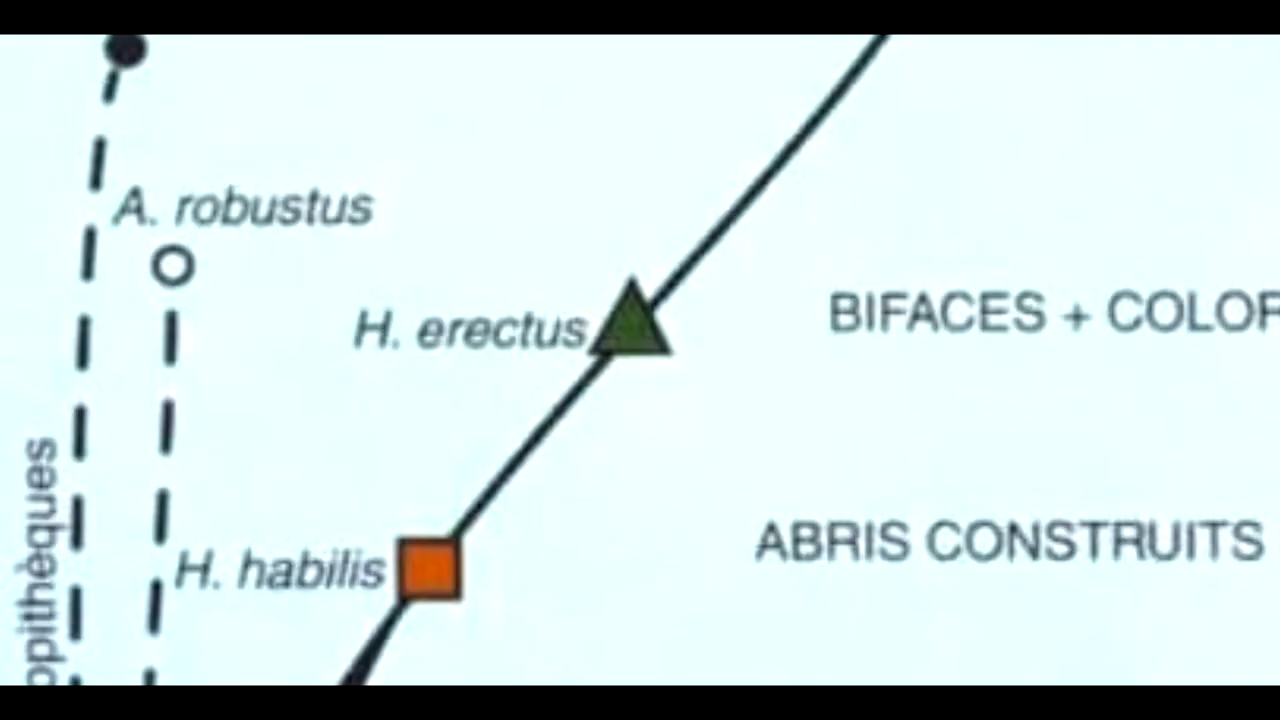 A. robustus
H. erectus
BIFACES + COLOR
ABRIS CONSTRUITS
H. habilis
opithèques